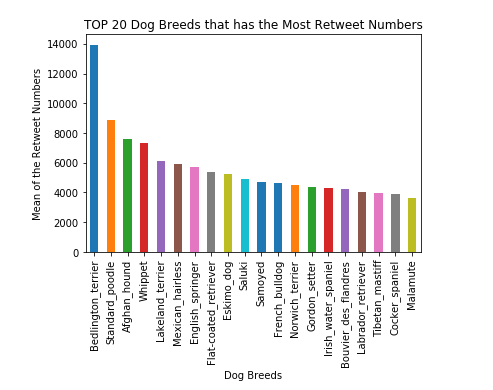 TOP 20 Dog Breeds that has the Most Retweet Numbers
Mean of the Retweet Numbers
14000
12000
10000
8000
6000
4000
2000
0
Bedlington_terrier
Standard_poodle
Afghan_hound
Whippet
Lakeland_terrier
Mexican_hairless
English_springer
Flat-coated_retriever
Eskimo_dog
Saluki
Samoyed
French_bulldog
Norwich_terrier
Gordon_setter
Irish_water_spaniel
Bouvier_des_flandres
Labrador_retriever
Tibetan_mastiff
Cocker_spaniel
Malamute
Dog Breeds